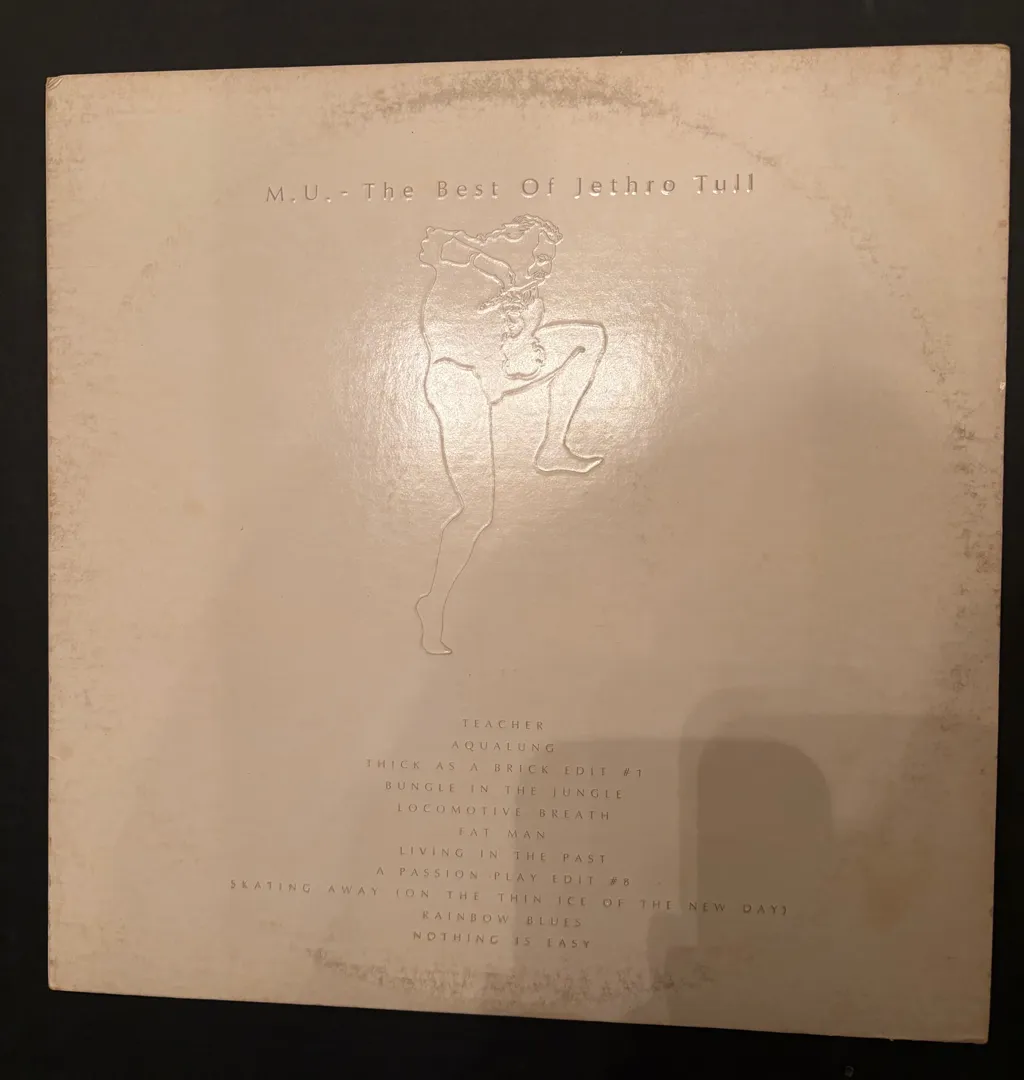 M.U. - The Best Of Jethro Tull
TEACHER
AQUALUNG
THICK AS A BRICK EDIT #1
BUNGLE IN THE JUNGLE
LOCOMOTIVE BREATH
FAT MAN
LIVING IN THE PAST
A PASSION PLAY EDIT #8
SKATING AWAY (ON THE THIN ICE OF THE NEW DAY)
RAINBOW BLUES
NOTHING IS EASY